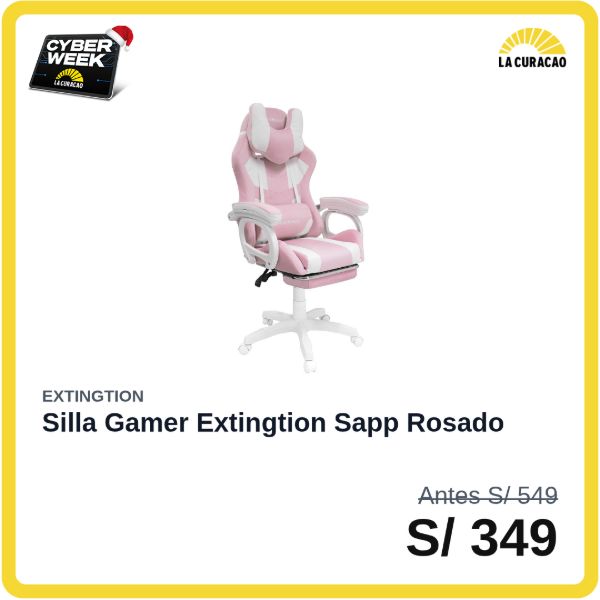 CYBER
WEEK
LA CURACAO
LA CURACAO
EXTINGTION
Silla Gamer Extingtion Sapp Rosado
Antes S/ 549
S/ 349